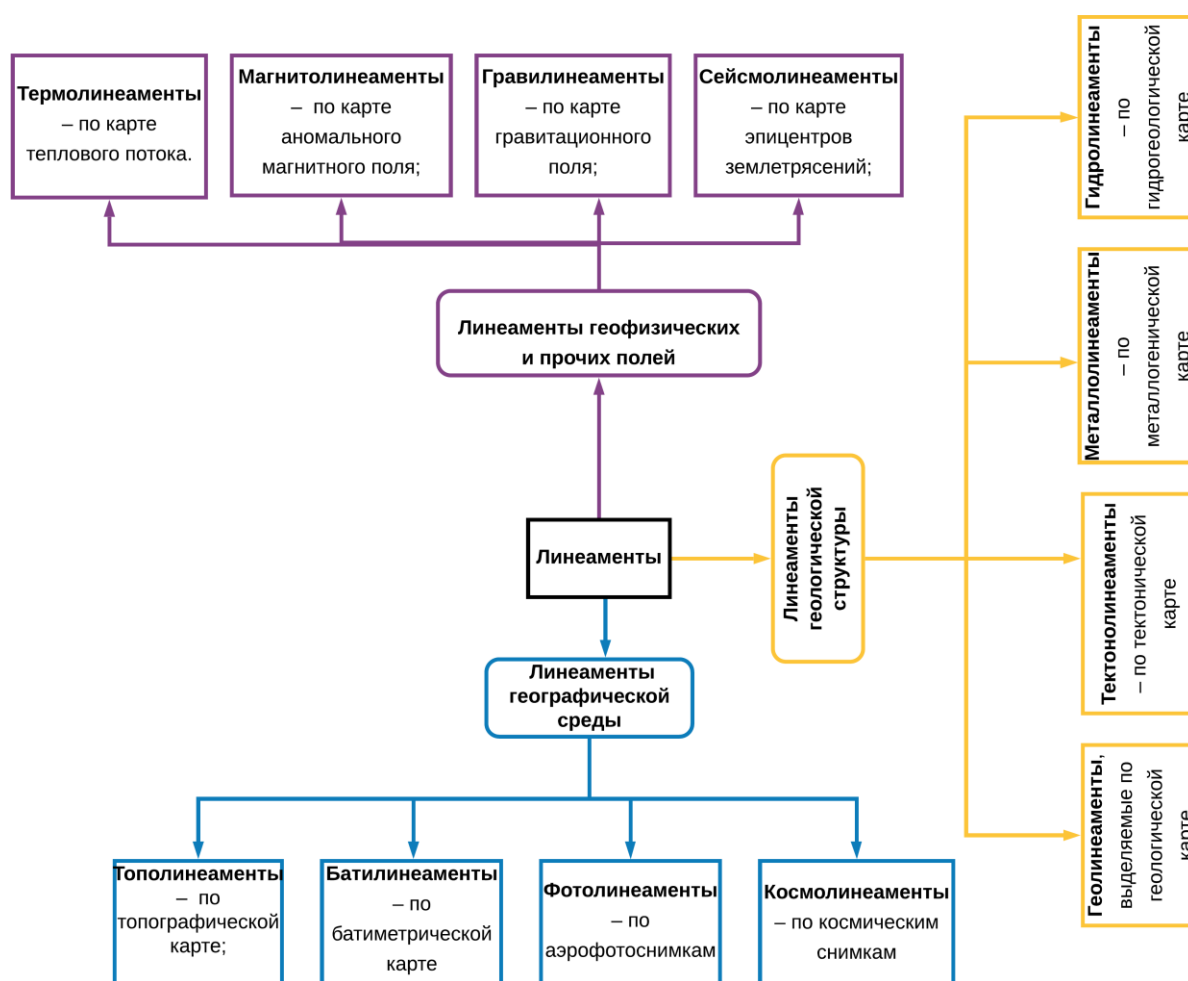 Термолинеаменты
– по карте
теплового потока.
Магнитолинеаменты
– по карте
аномального
магнитного поля;
Гравилинеаменты
– по карте
гравитационного
поля;
Сейсмолинеаменты
– по карте
эпицентров
землетрясений;
Линеаменты геофизических
и прочих полей
Линеаменты
Линеаменты
геологической
структуры
Гидролинеаменты
– по
гидрогеологической
карте
Металлолинеаменты
– по
металлогенической
карте
Тектонолинеаменты
– по тектонической
карте
Геолинеаменты,
выделяемые по
геологической
карте
Линеаменты
географической
среды
Тополинеаменты
– по
топографической
карте;
Батилинеаменты
– по
батиметрической
карте
Фотолинеаменты
– по
аэрофотоснимкам
Космолинеаменты
– по космическим
снимкам